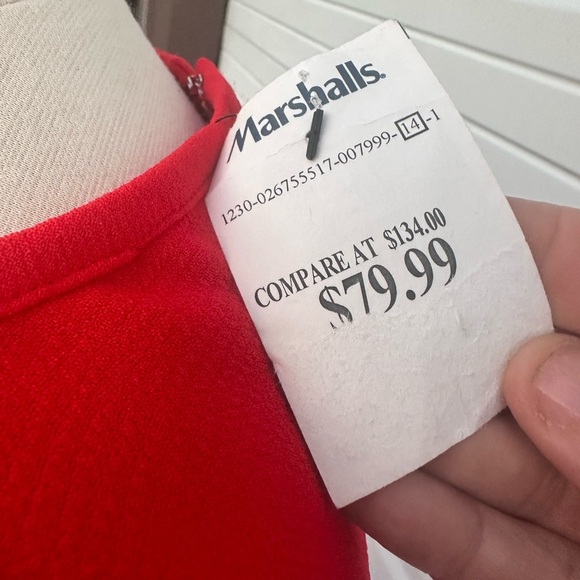 Marshalls.
1230-026755517-007999-14-1
COMPARE AT $134.00
$79.99